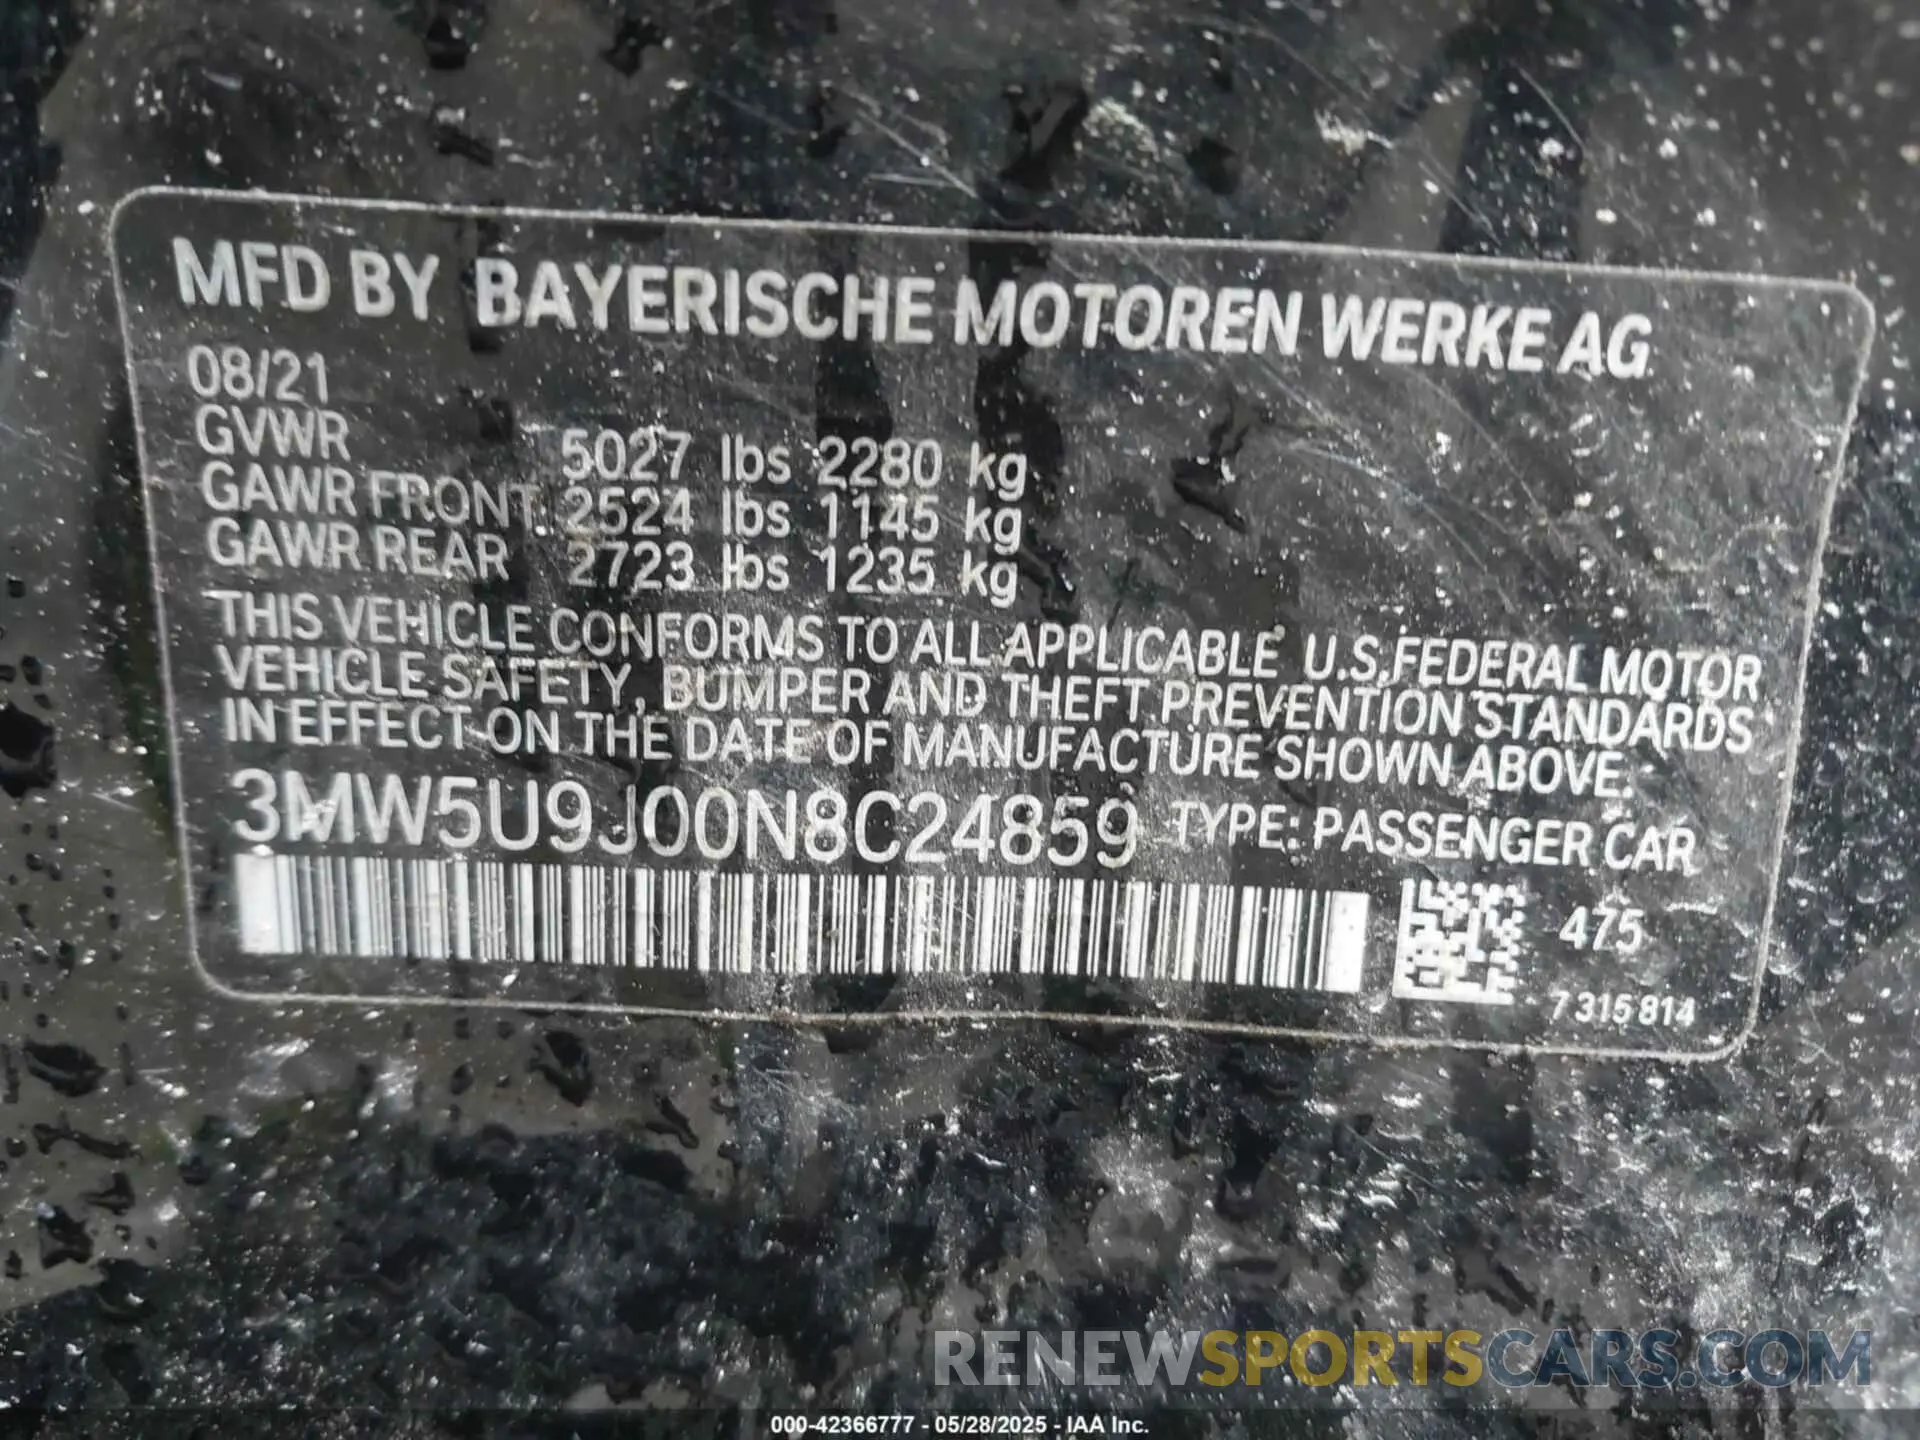 MFD BY BAYERISCHE MOTOREN WERKE AG
08/21
GVWR 5027 lbs 2280 kg
GAWR FRONT 2524 lbs 1145 kg
GAWR REAR 2723 lbs 1235 kg
THIS VEHICLE CONFORMS TO ALL APPLICABLE U.S.FEDERAL MOTOR
VEHICLE SAFETY, BUMPER AND THEFT PREVENTION STANDARDS
IN EFFECT ON THE DATE OF MANUFACTURE SHOWN ABOVE.
3MW5U9J00N8C24859 TYPE: PASSENGER CAR
475
7 315 814
RENEWSPORTSCARS.COM
000-42366777 - 05/28/2025 - IAA Inc.